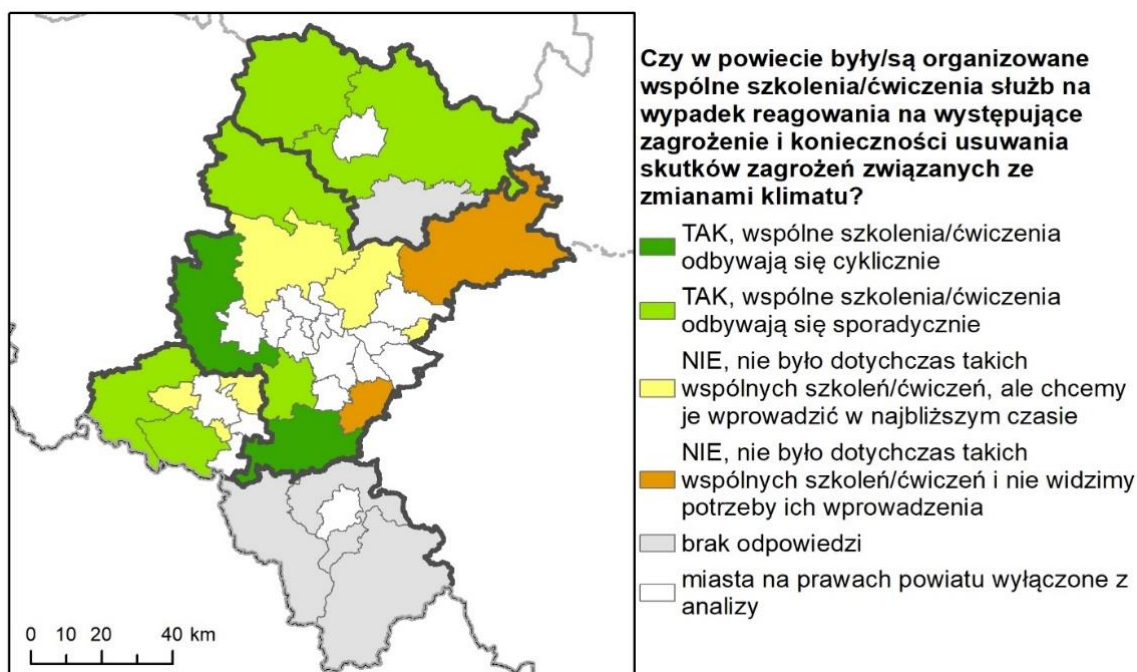 Czy w powiecie były/są organizowane
wspólne szkolenia/ćwiczenia służb na
wypadek reagowania na występujące
zagrożenie i konieczności usuwania
skutków zagrożeń związanych ze
zmianami klimatu?
TAK, wspólne szkolenia/ćwiczenia
odbywają się cyklicznie
TAK, wspólne szkolenia/ćwiczenia
odbywają się sporadycznie
NIE, nie było dotychczas takich
wspólnych szkoleń/ćwiczeń, ale chcemy
je wprowadzić w najbliższym czasie
NIE, nie było dotychczas takich
wspólnych szkoleń/ćwiczeń i nie widzimy
potrzeby ich wprowadzenia
brak odpowiedzi
miasta na prawach powiatu wyłączone z
analizy
0 10 20 40 km